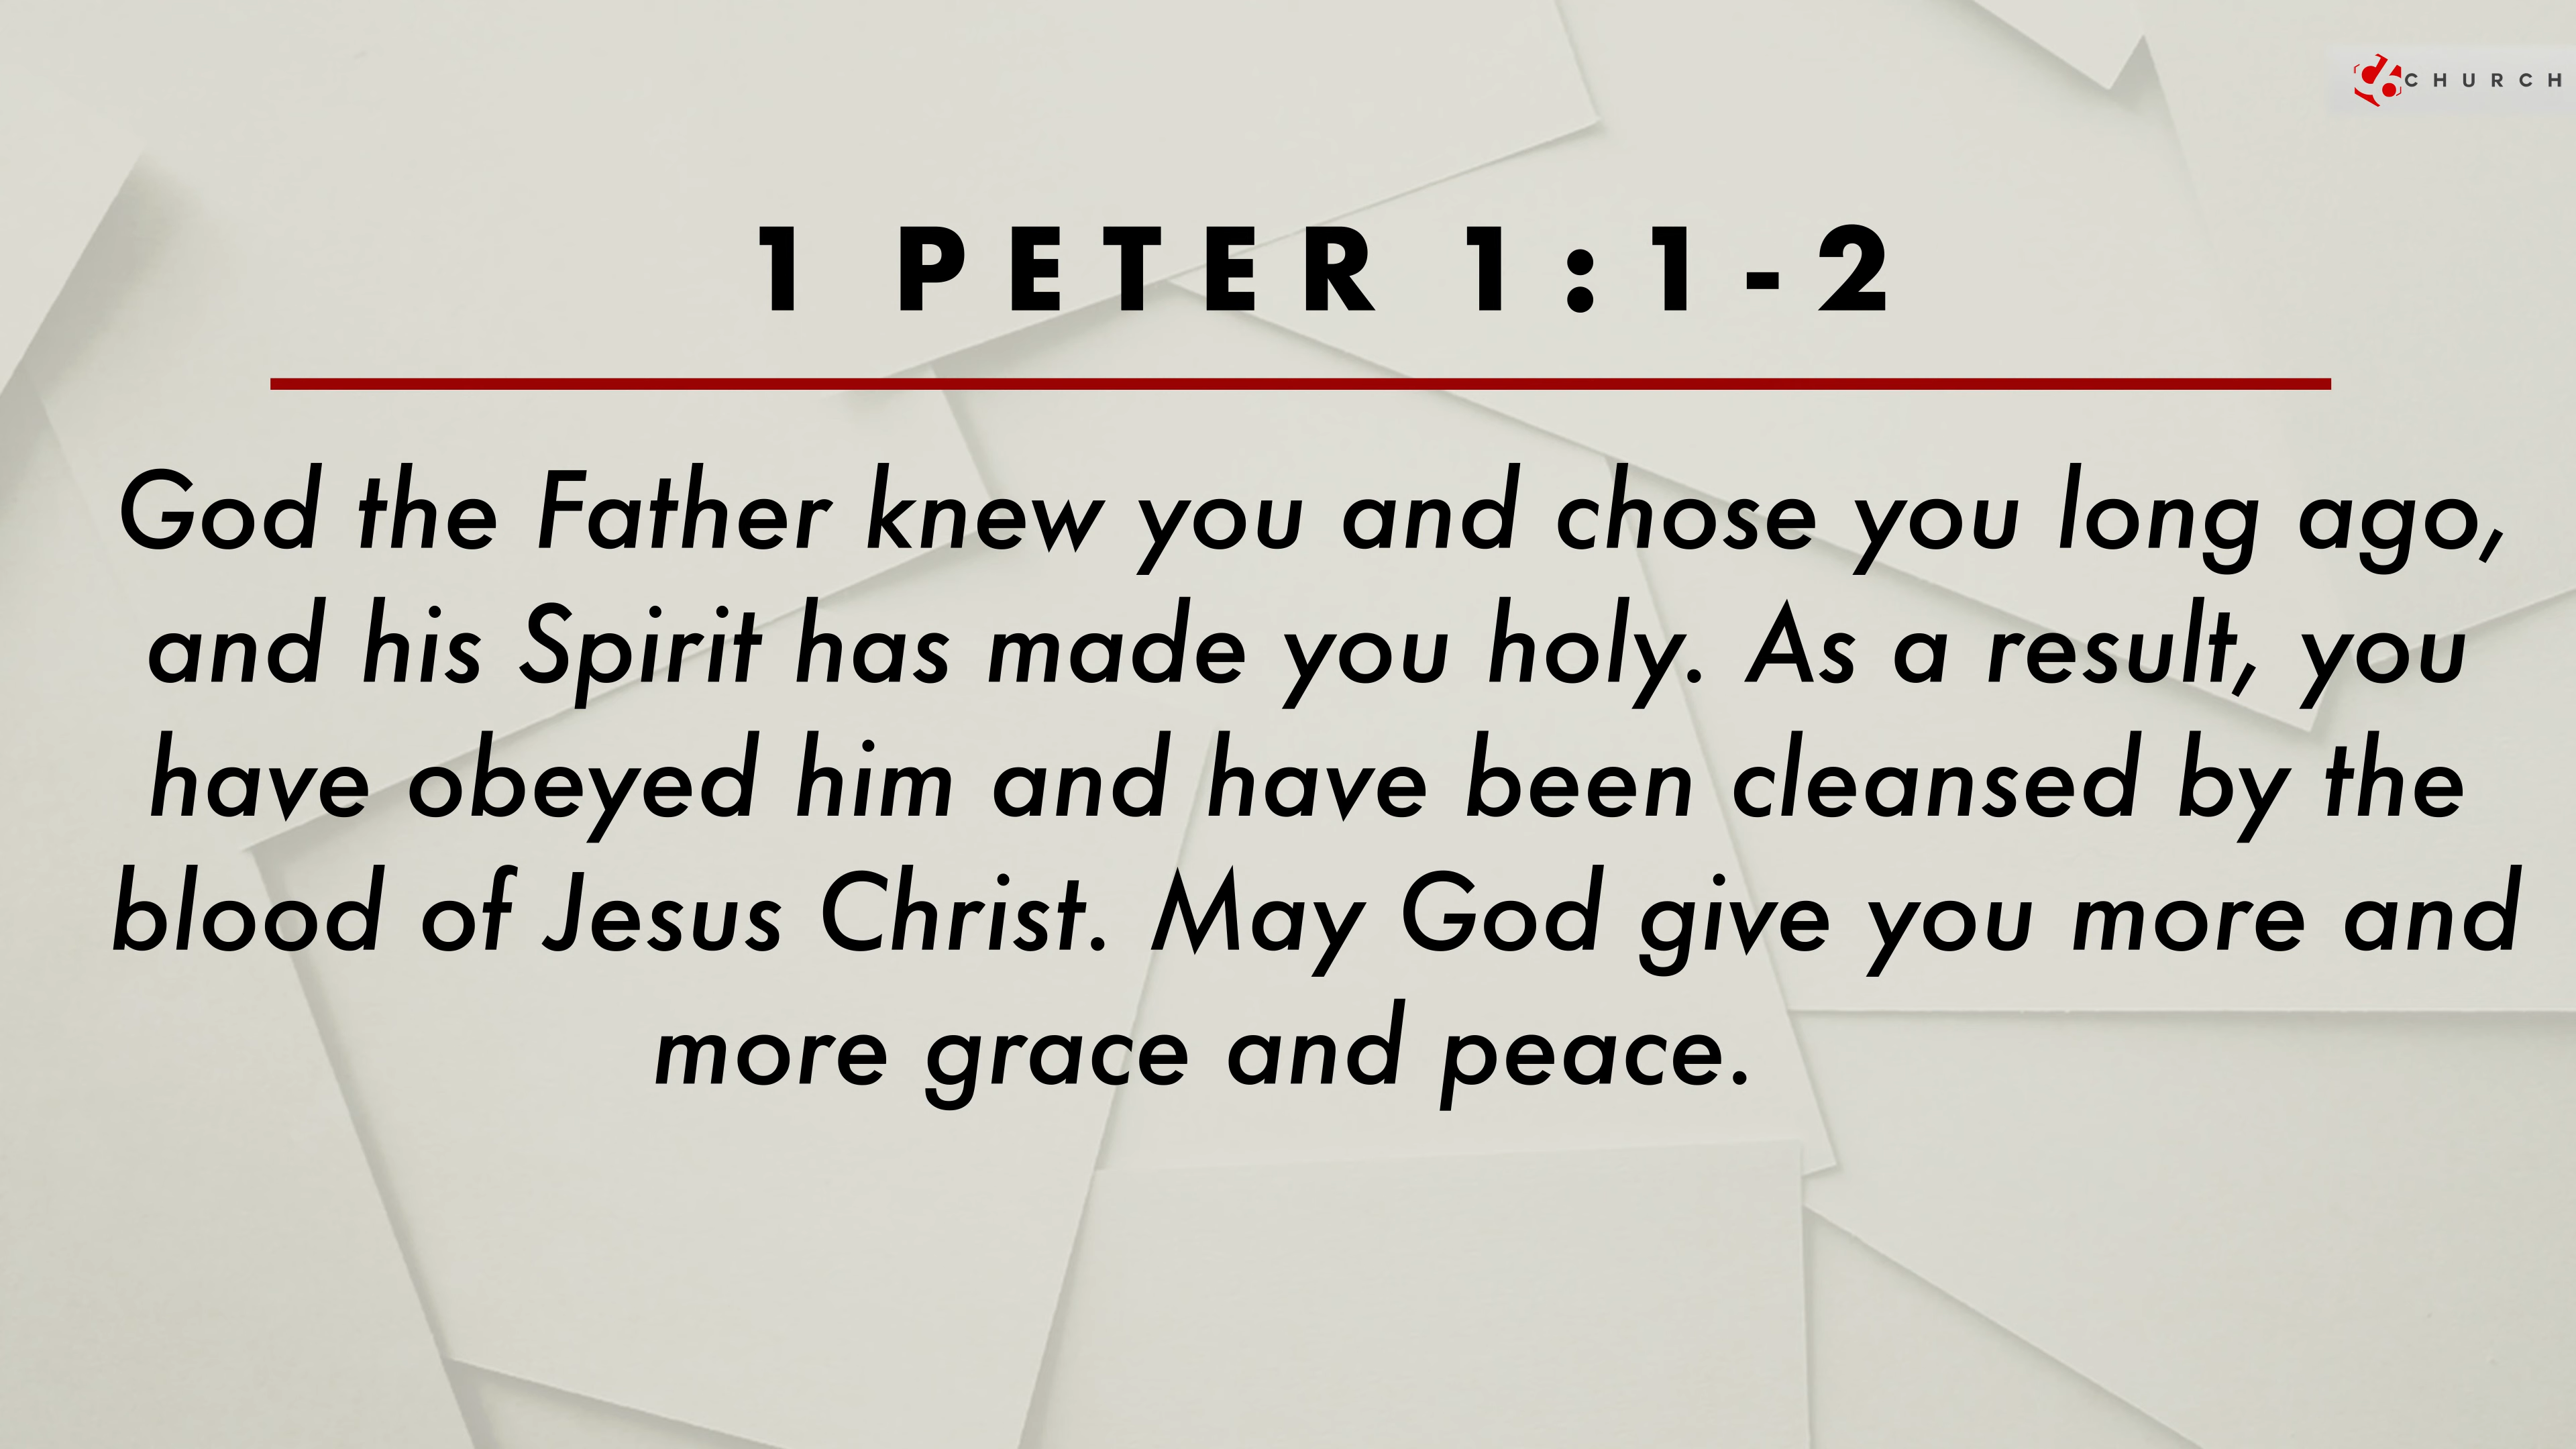 CHURCH
1 PETER 1:1-2
God the Father knew you and chose you long ago,
and his Spirit has made you holy. As a result, you
have obeyed him and have been cleansed by the
blood of Jesus Christ. May God give you more and
more grace and peace.